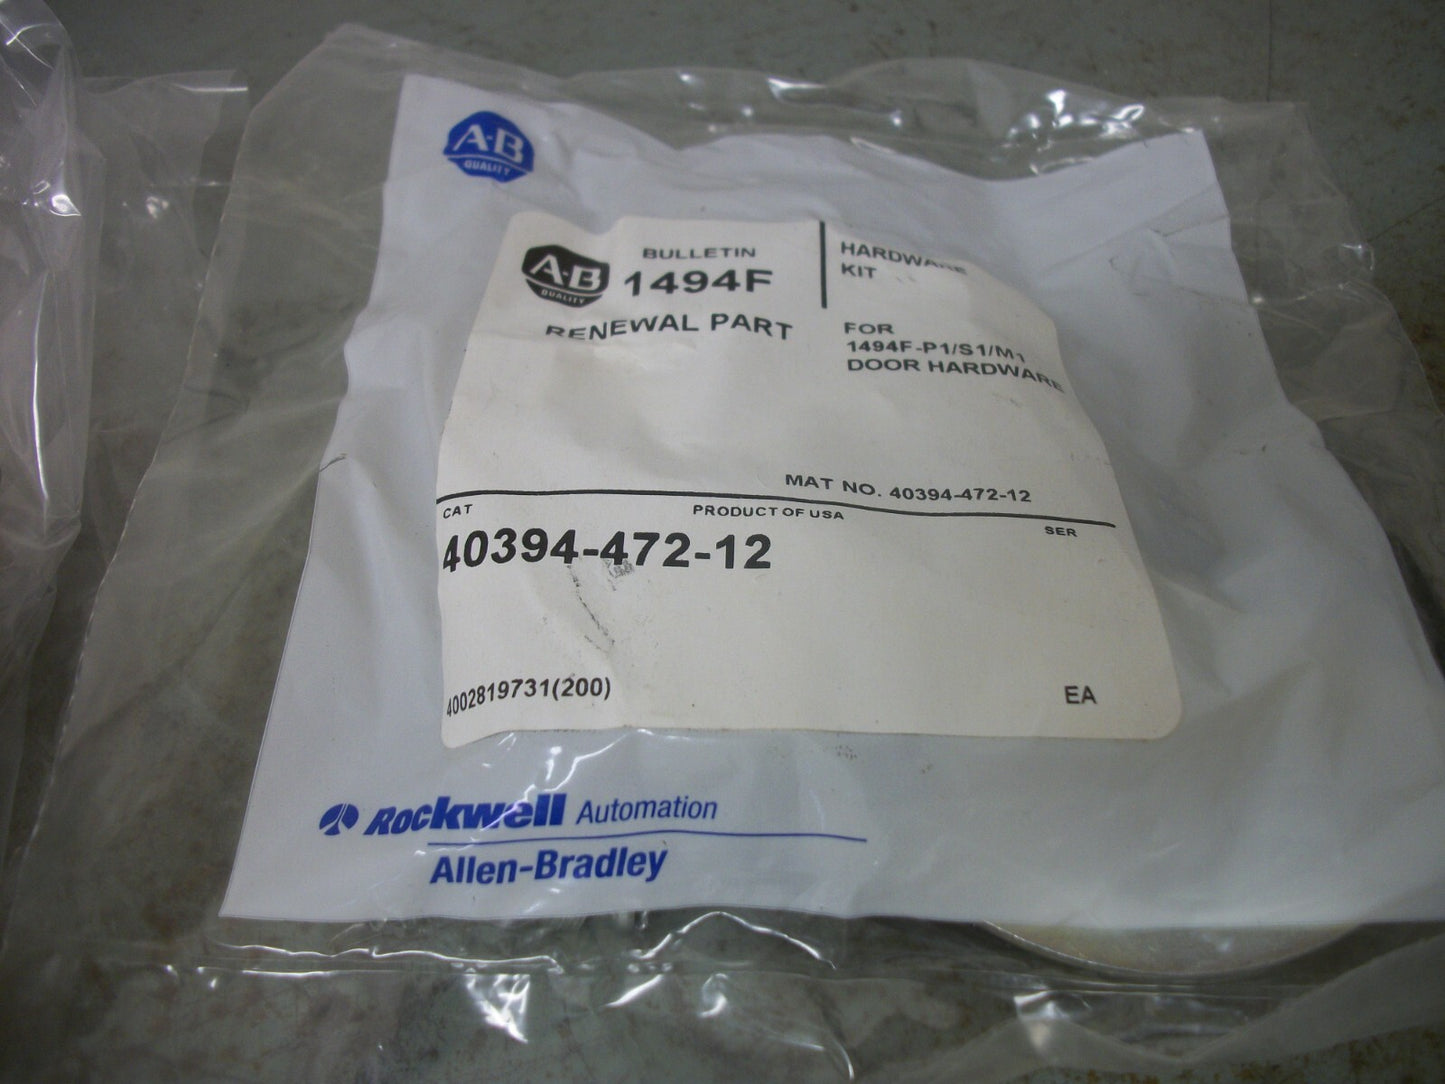 A-B
QUALITY
A-B
QUALITY
BULLETIN
1494F
RENEWAL PART
HARDWARE
KIT
FOR
1494F-P1/S1/M1
DOOR HARDWARE
MAT NO. 40394-472-12
CAT
PRODUCT OF USA
SER
40394-472-12
4002819731(200)
EA
Rockwell Automation
Allen-Bradley